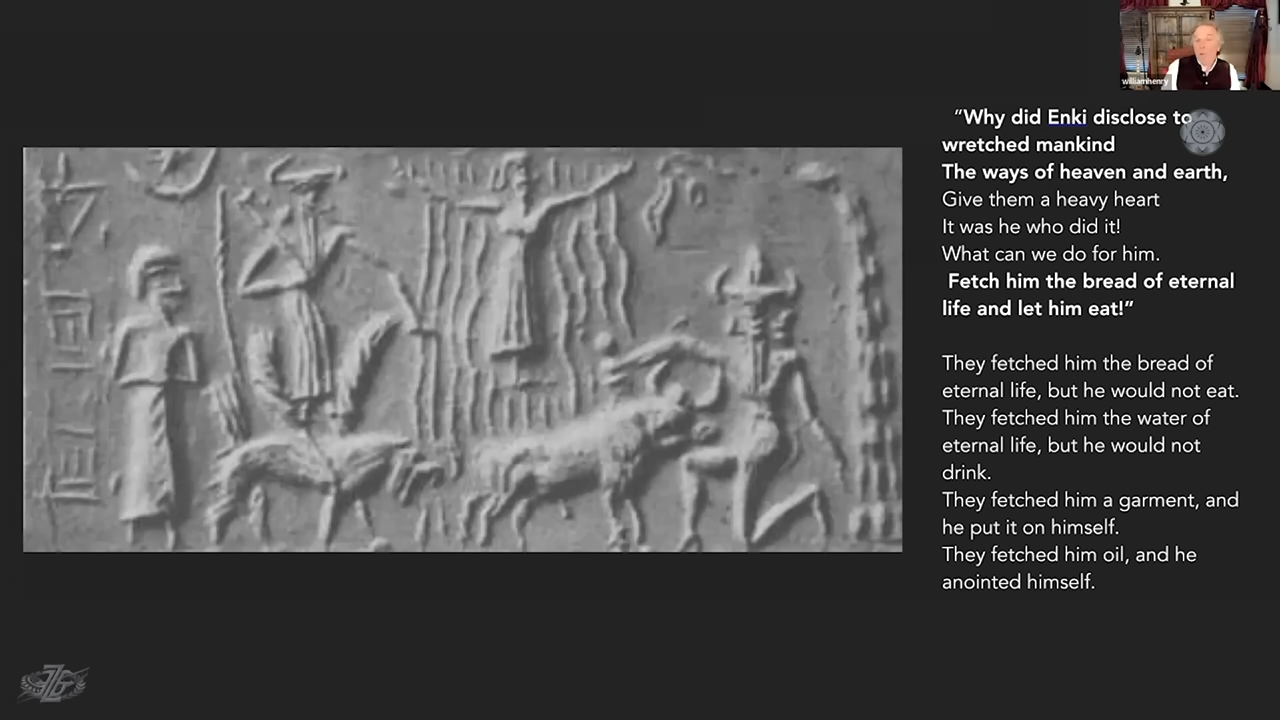 williamhenry
"Why did Enki disclose to
wretched mankind
The ways of heaven and earth,
Give them a heavy heart
It was he who did it!
What can we do for him.
Fetch him the bread of eternal
life and let him eat!”
They fetched him the bread of
eternal life, but he would not eat.
They fetched him the water of
eternal life, but he would not
drink.
They fetched him a garment, and
he put it on himself.
They fetched him oil, and he
anointed himself.